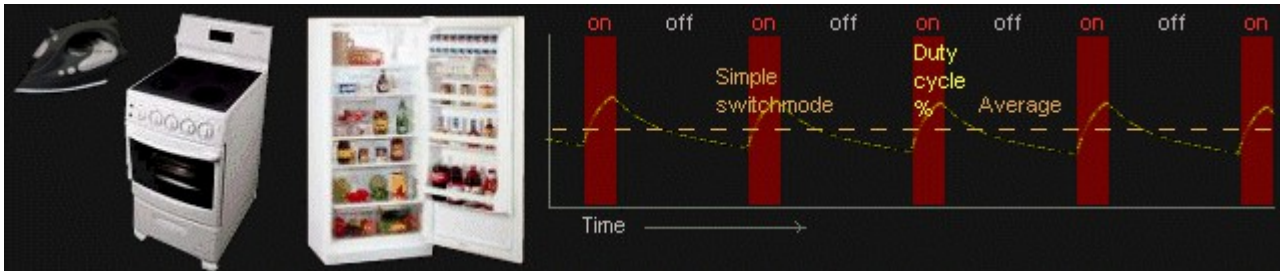 on off on off on off on off on
Duty
cycle
%
Simple
switchmode
Average
Time